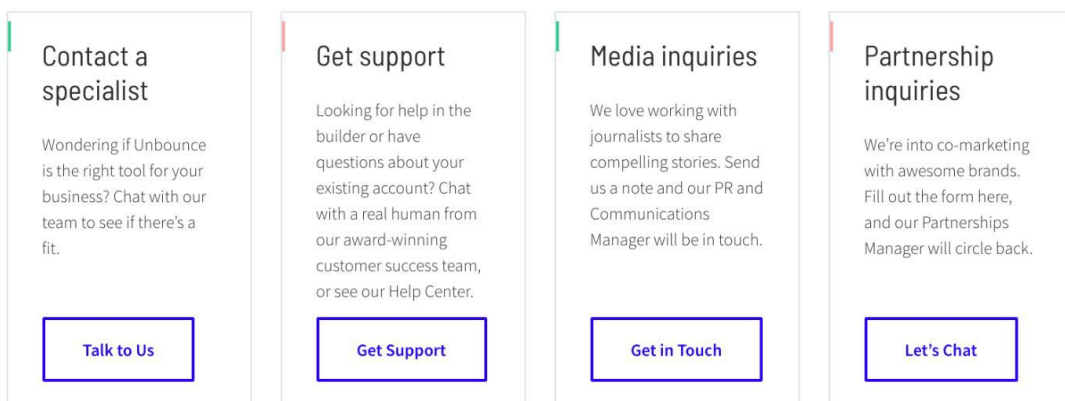 Contact a
specialist
Wondering if Unbounce
is the right tool for your
business? Chat with our
team to see if there's a
fit.
Talk to Us
Get support
Looking for help in the
builder or have
questions about your
existing account? Chat
with a real human from
our award-winning
customer success team,
or see our Help Center.
Get Support
Media inquiries
We love working with
journalists to share
compelling stories. Send
us a note and our PR and
Communications
Manager will be in touch.
Get in Touch
Partnership
inquiries
We're into co-marketing
with awesome brands.
Fill out the form here,
and our Partnerships
Manager will circle back.
Let's Chat